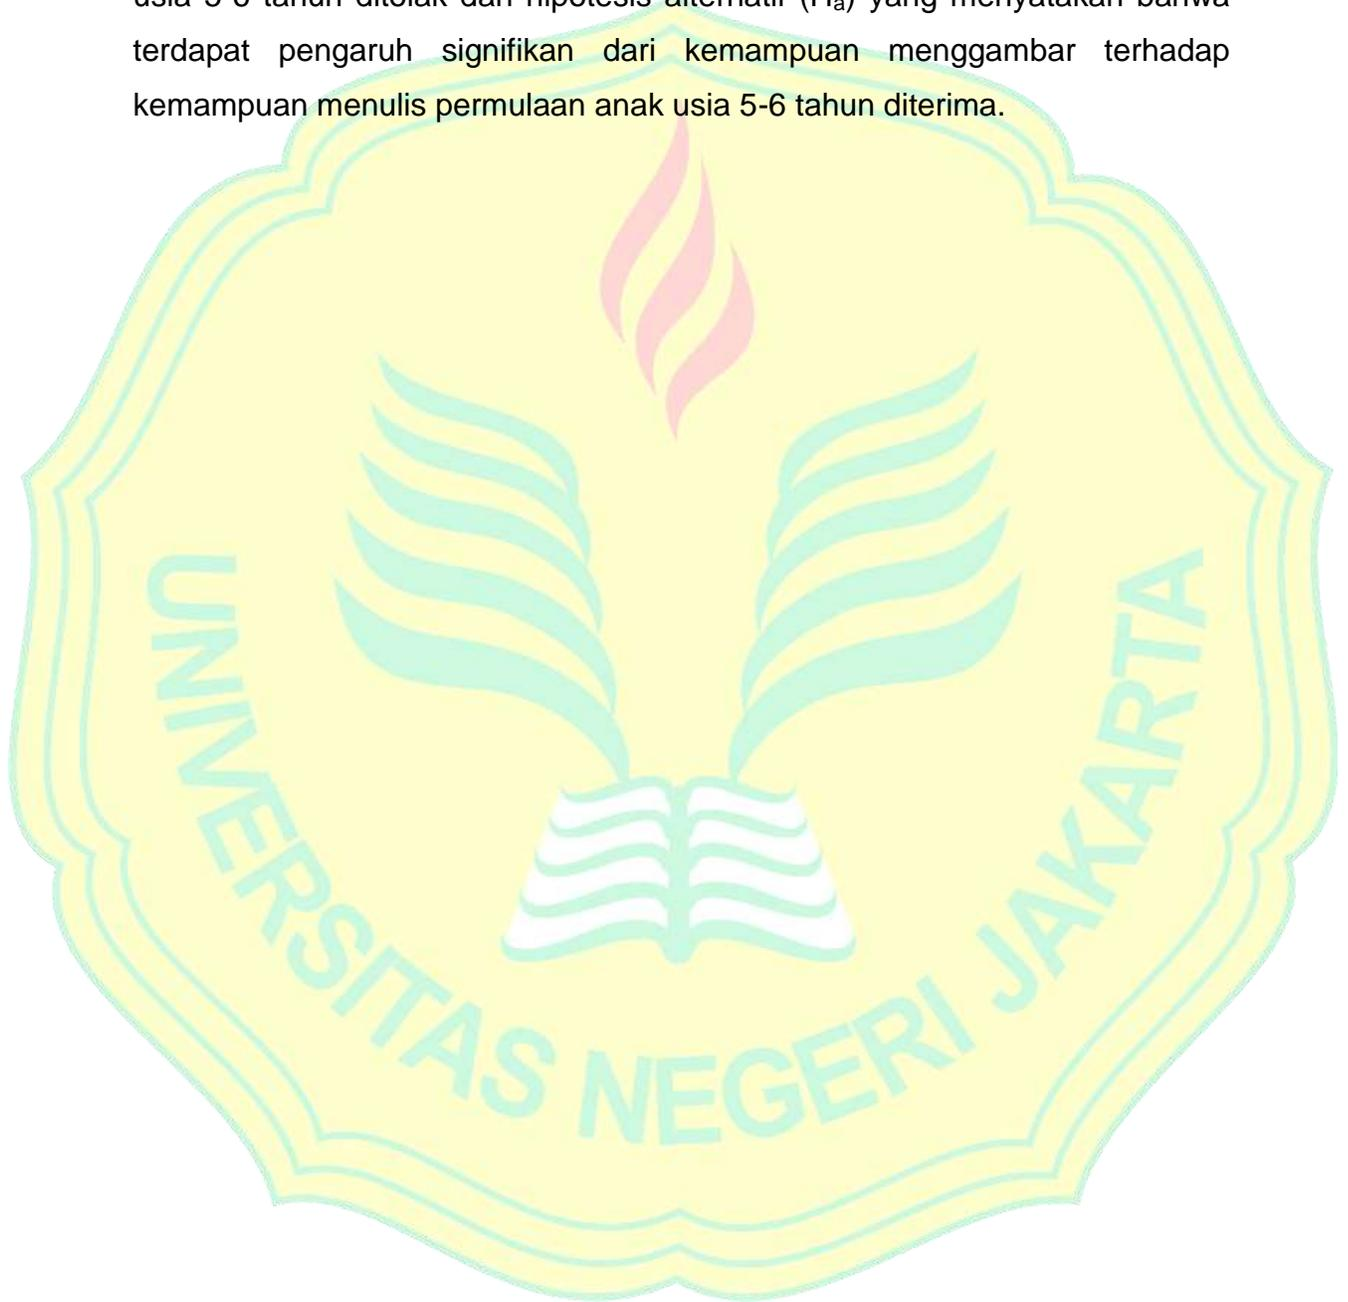 usia 5-6 tahun ditolak dan hipotesis alternatif (Hₐ) yang menyatakan bahwa
terdapat pengaruh signifikan dari kemampuan menggambar terhadap
kemampuan menulis permulaan anak usia 5-6 tahun diterima.
UNIVERSITAS NEGERI JAKARTA